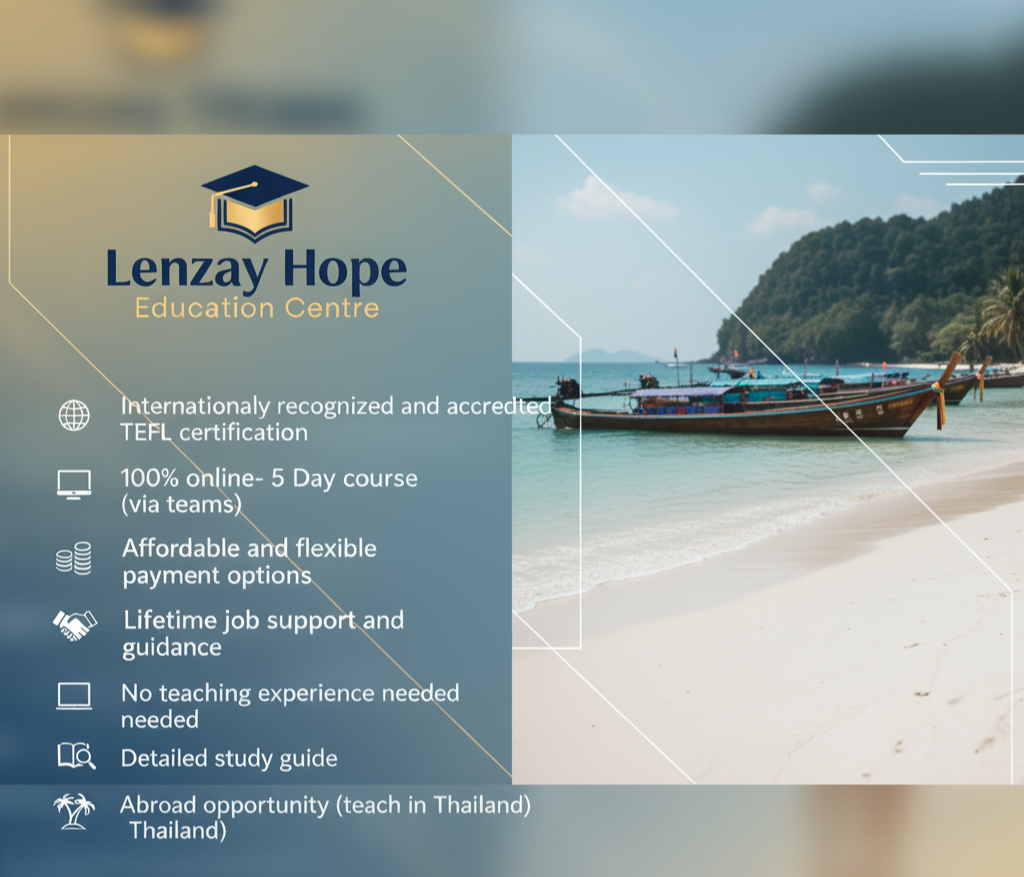 Lenzay Hope
Education Centre
Internationaly recognized and accredted
TEFL certification
100% online- 5 Day course
(via teams)
Affordable and flexible
payment options
Lifetime job support and
guidance
No teaching experience needed
needed
Detailed study guide
Abroad opportunity (teach in Thailand)
Thailand)